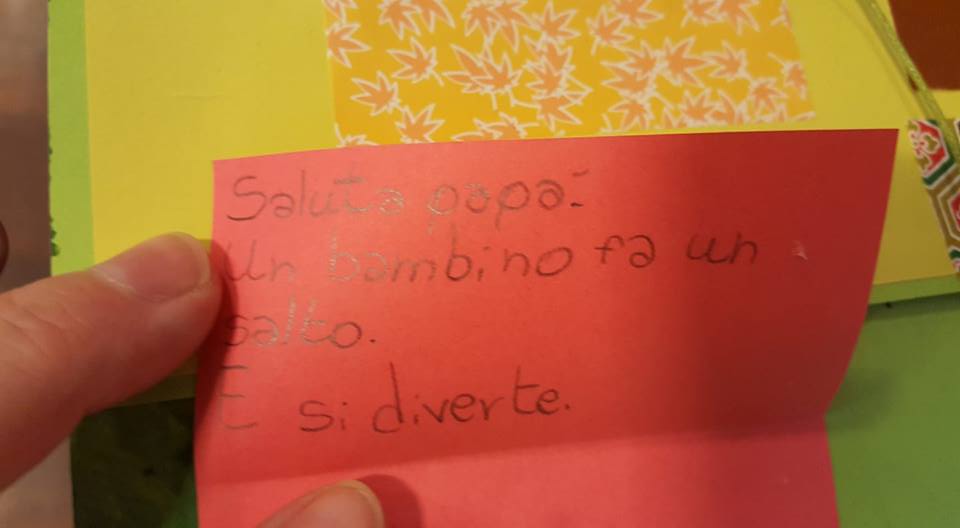 Saluta papà:
Un bambino fa un
salto.
E si diverte.